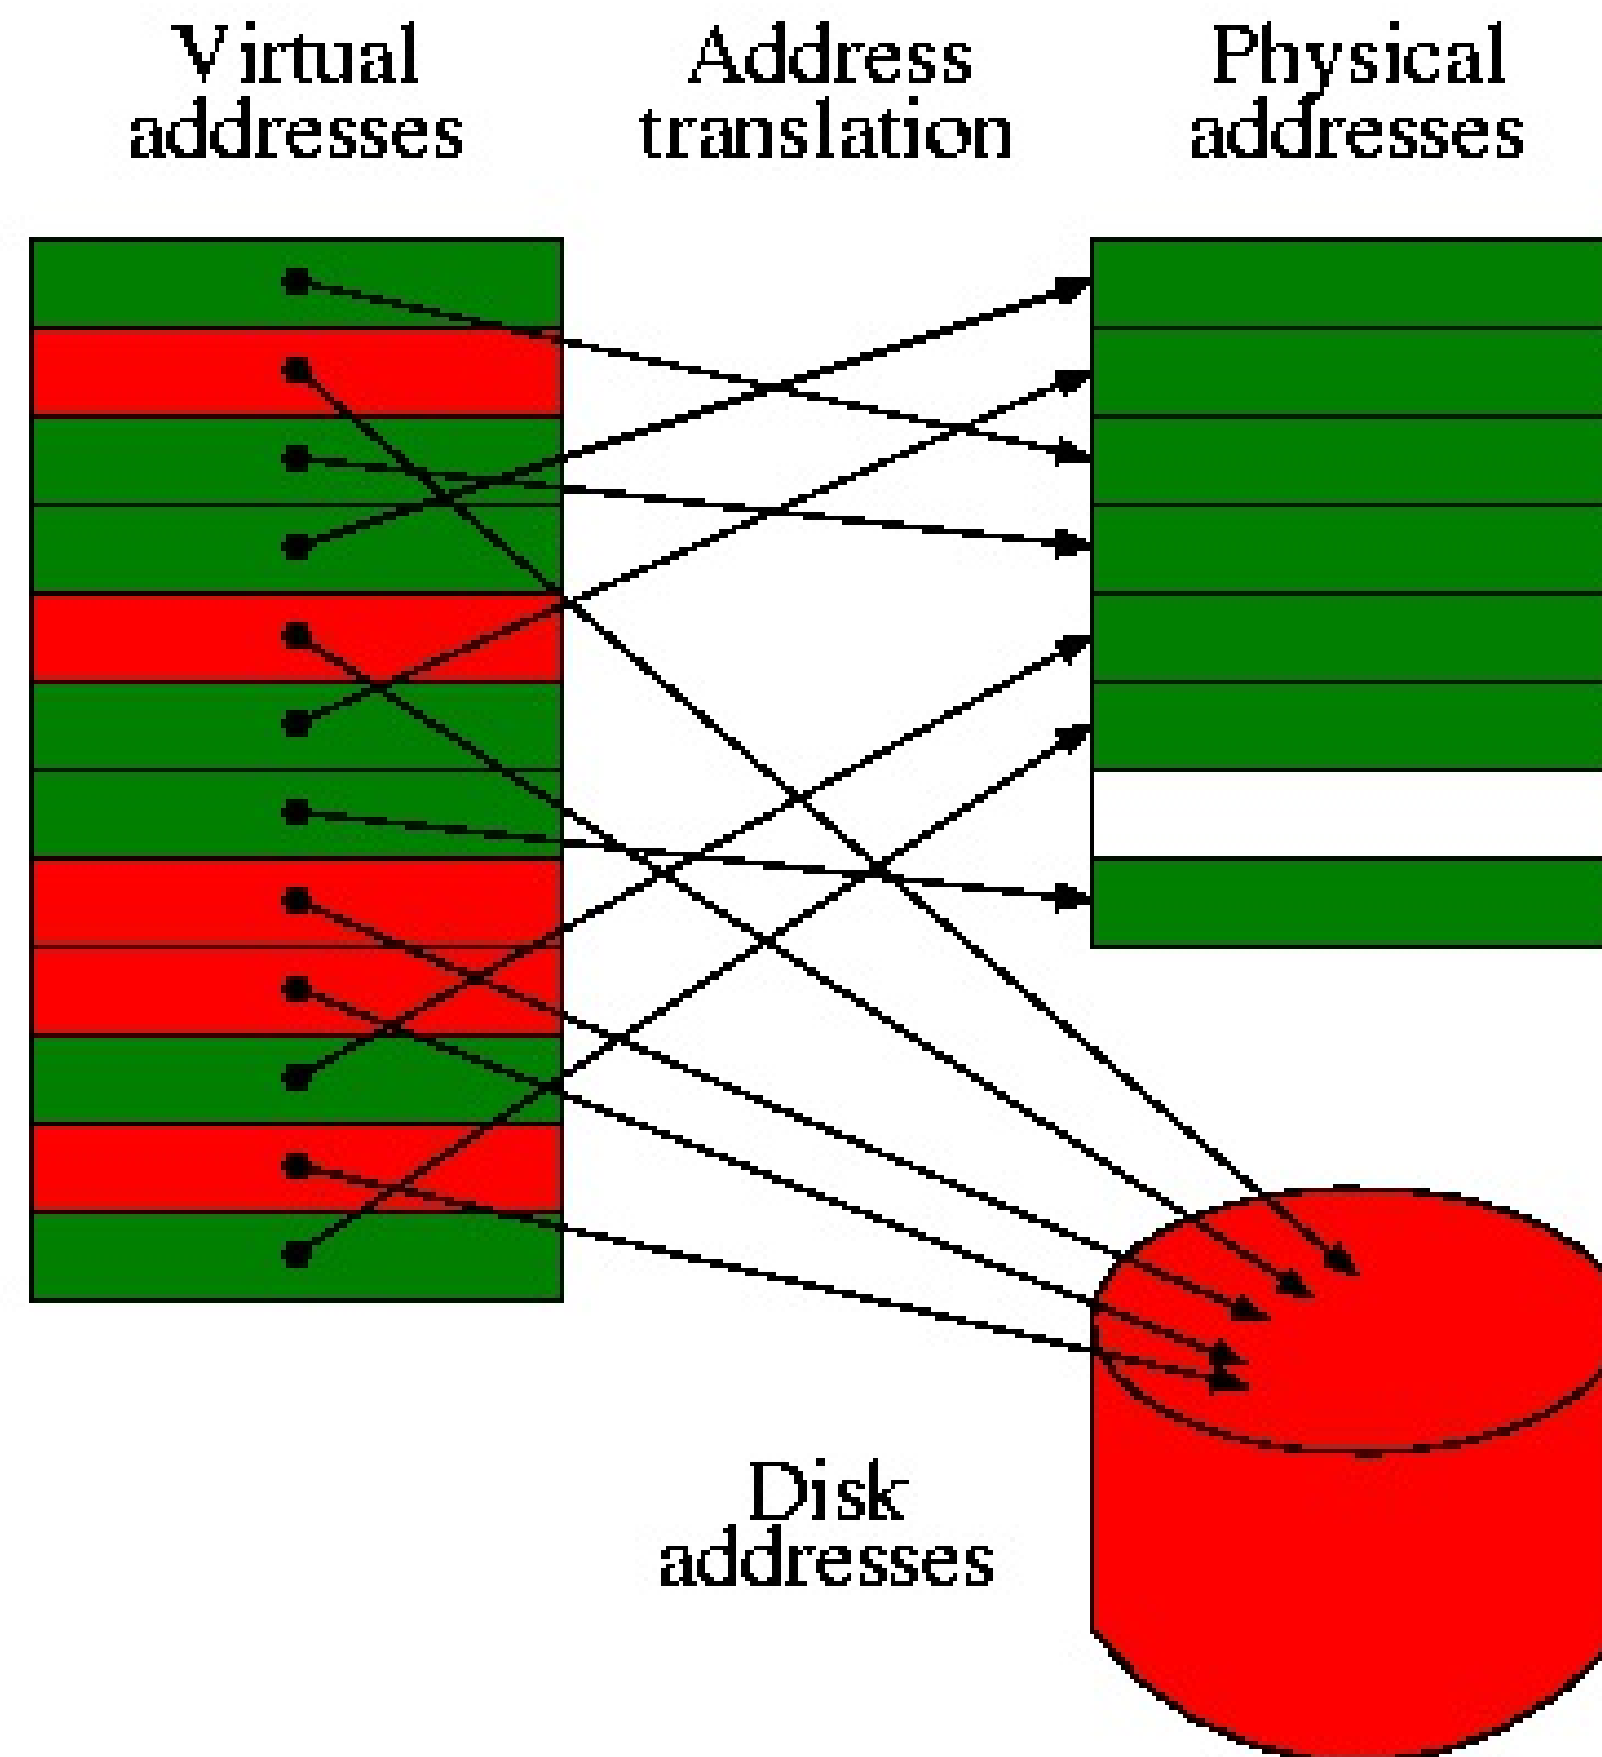 Virtual
addresses
Address
translation
Physical
addresses
Disk
addresses